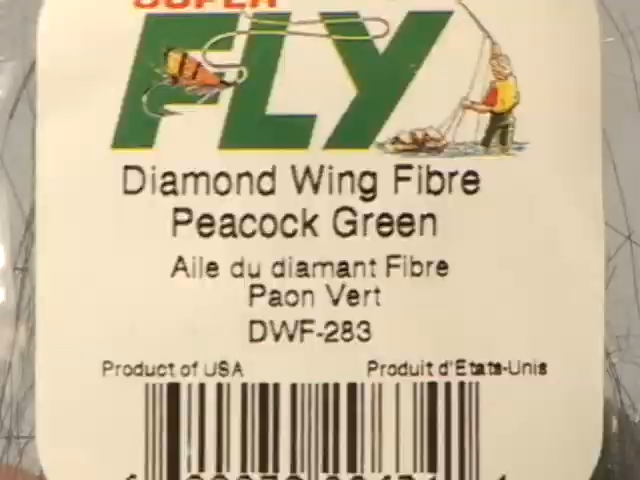 SUPER
FLY
Diamond Wing Fibre
Peacock Green
Aile du diamant Fibre
Paon Vert
DWF-283
Product of USA Produit d'Etats-Unis